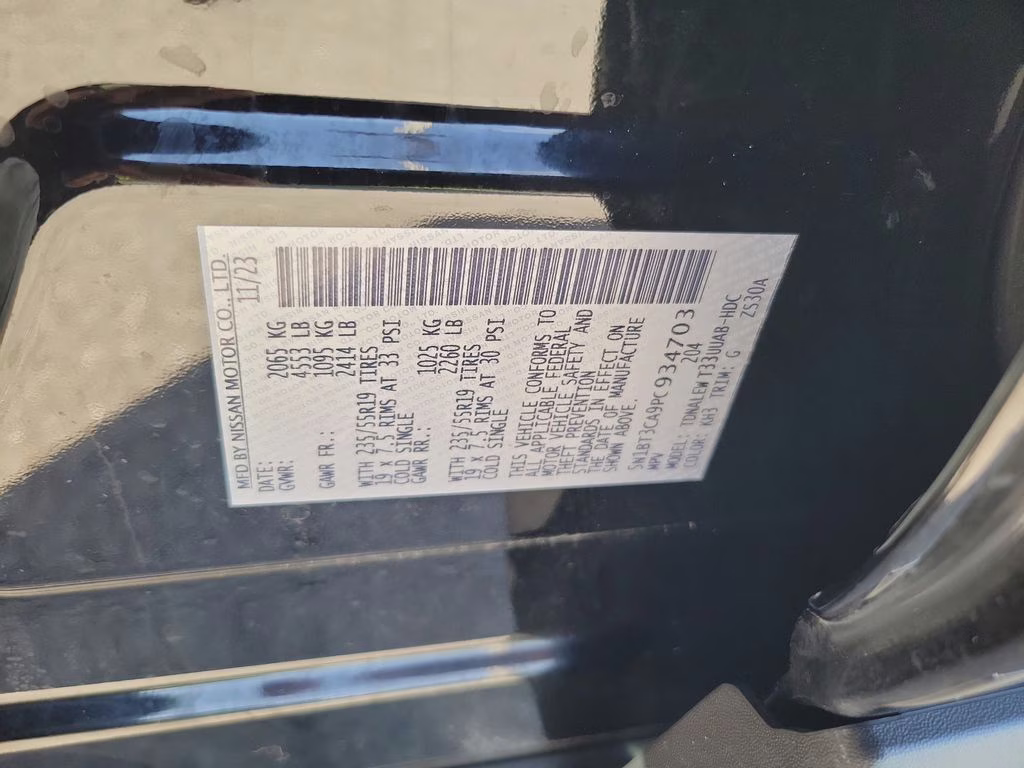 MFD BY NISSAN MOTOR CO., LTD.
DATE: 11/23
GVWR: 2065 KG
4553 LB
GAWR FR.: 1095 KG
2414 LB
WITH 235/55R19 TIRES
19 x 7.5 RIMS AT 33 PSI
COLD SINGLE
GAWR RR.: 1025 KG
2260 LB
WITH 235/55R19 TIRES
19 x 7.5 RIMS AT 30 PSI
COLD SINGLE
THIS VEHICLE CONFORMS TO
ALL APPLICABLE FEDERAL
MOTOR VEHICLE SAFETY AND
THEFT PREVENTION
STANDARDS IN EFFECT ON
THE DATE OF MANUFACTURE
SHOWN ABOVE.
5N1BT3CA9PC934703
MPV 204
MODEL: TONALEW T33UUAB-HDC
COLOR: KH3 TRIM: G ZS30A